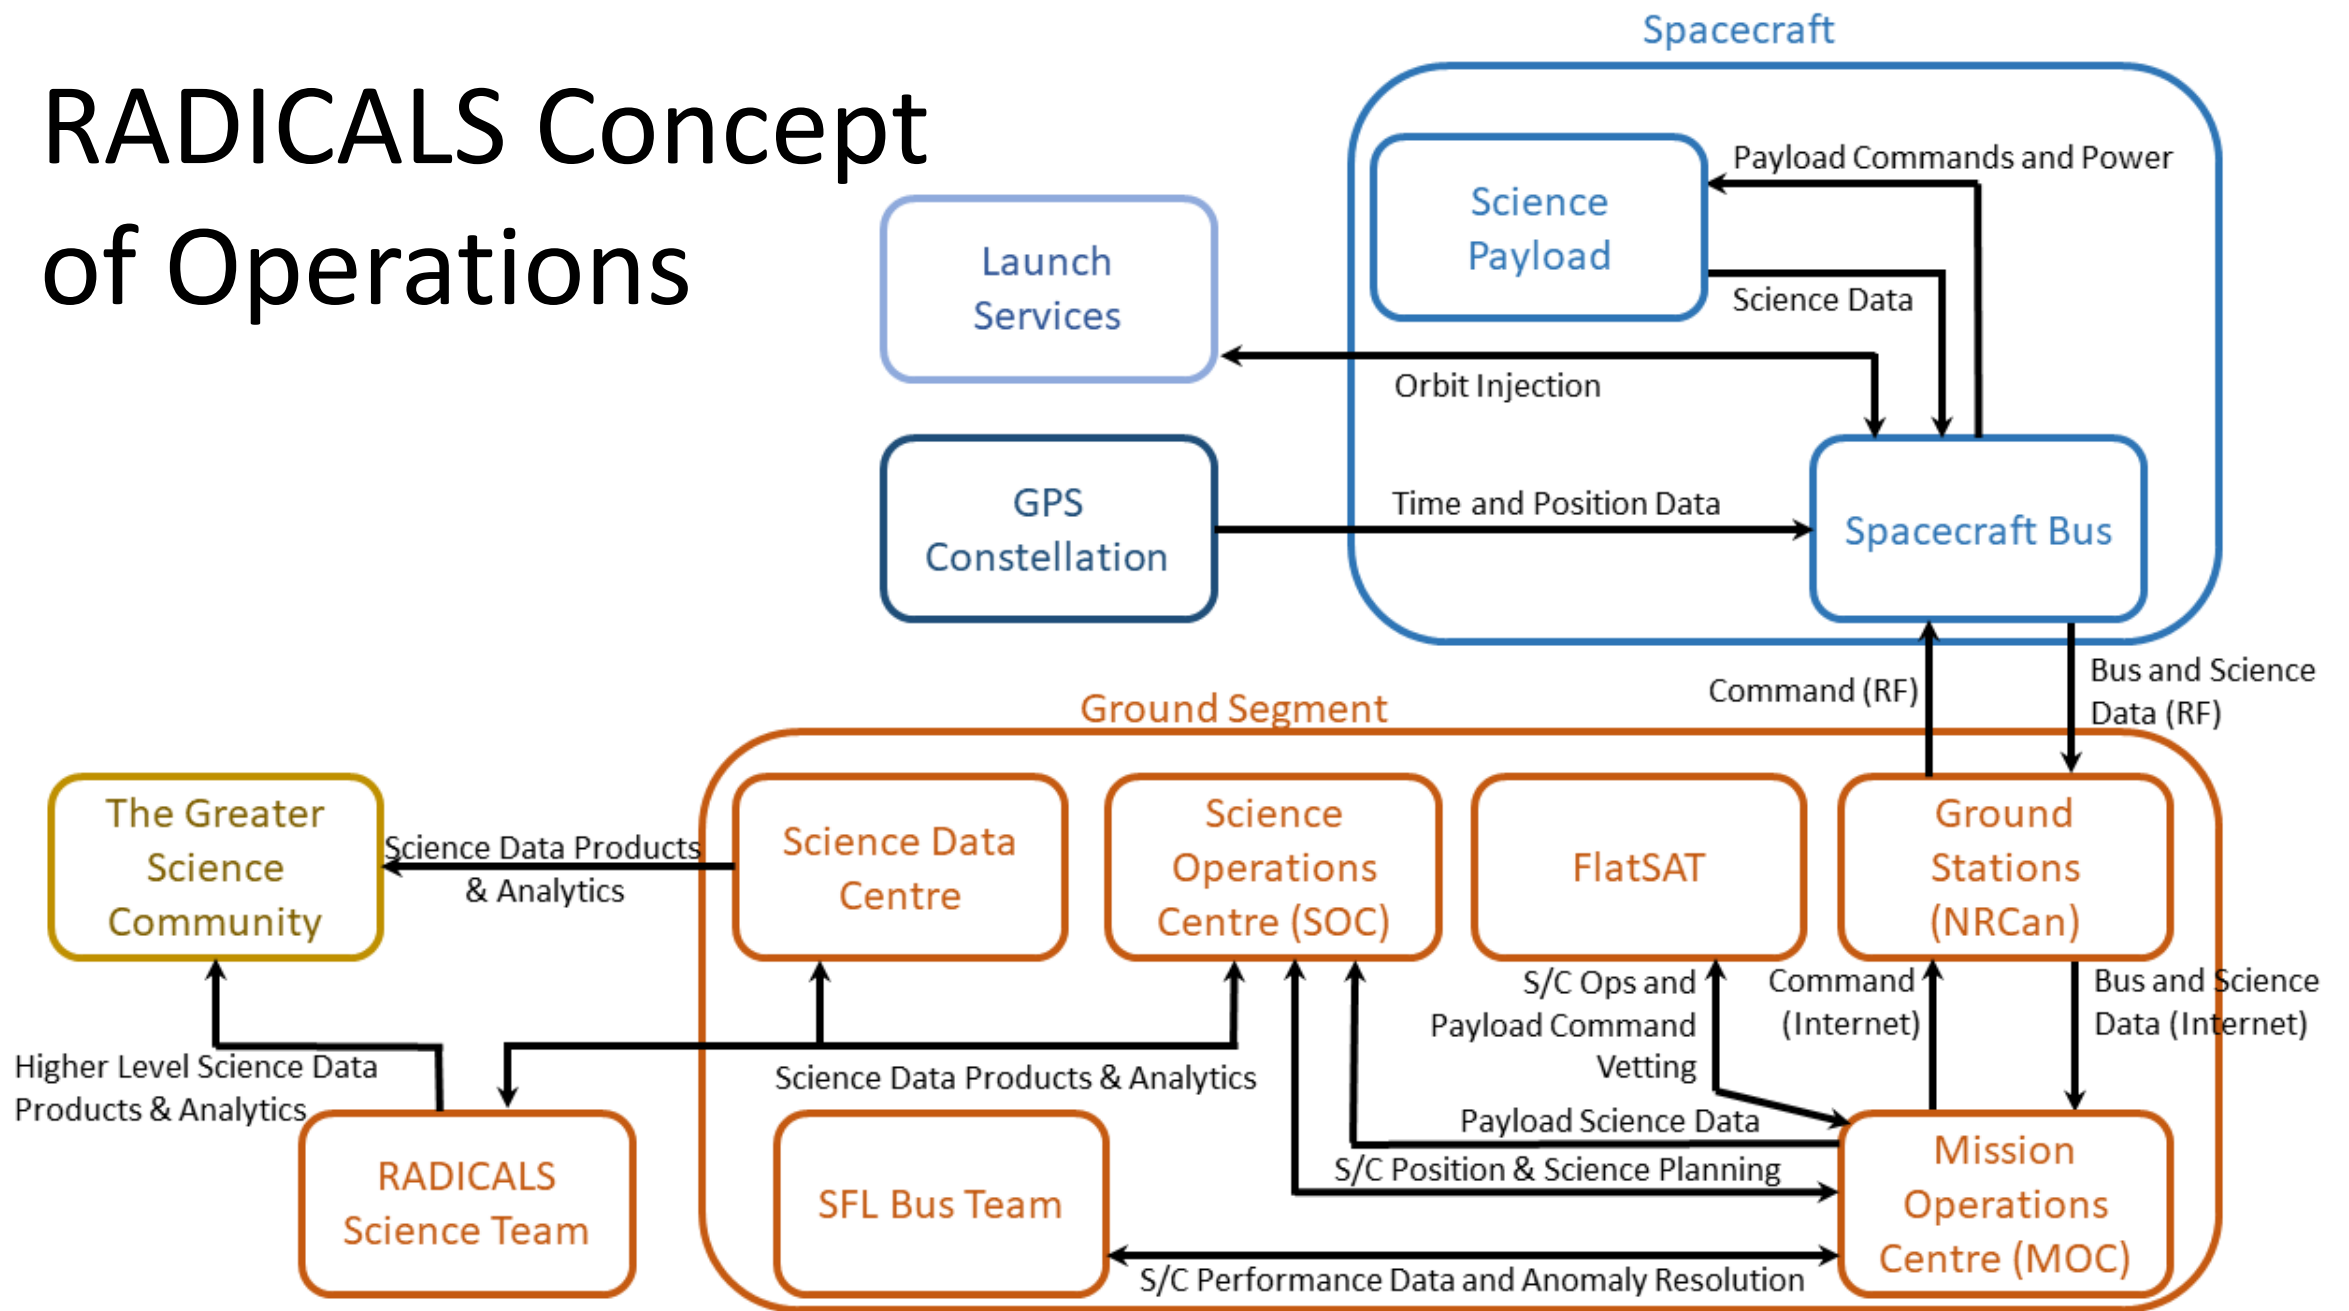 RADICALS Concept
of Operations
Spacecraft
Science
Payload
Payload Commands and Power
Science Data
Launch
Services
Orbit Injection
GPS
Constellation
Time and Position Data
Spacecraft Bus
Command (RF)
Bus and Science
Data (RF)
Ground Segment
The Greater
Science
Community
Science Data Products
& Analytics
Science Data
Centre
Science
Operations
Centre (SOC)
FlatSAT
Ground
Stations
(NRCan)
S/C Ops and
Payload Command
Vetting
Command
(Internet)
Bus and Science
Data (Internet)
Higher Level Science Data
Products & Analytics
Science Data Products & Analytics
Payload Science Data
S/C Position & Science Planning
RADICALS
Science Team
SFL Bus Team
Mission
Operations
Centre (MOC)
S/C Performance Data and Anomaly Resolution